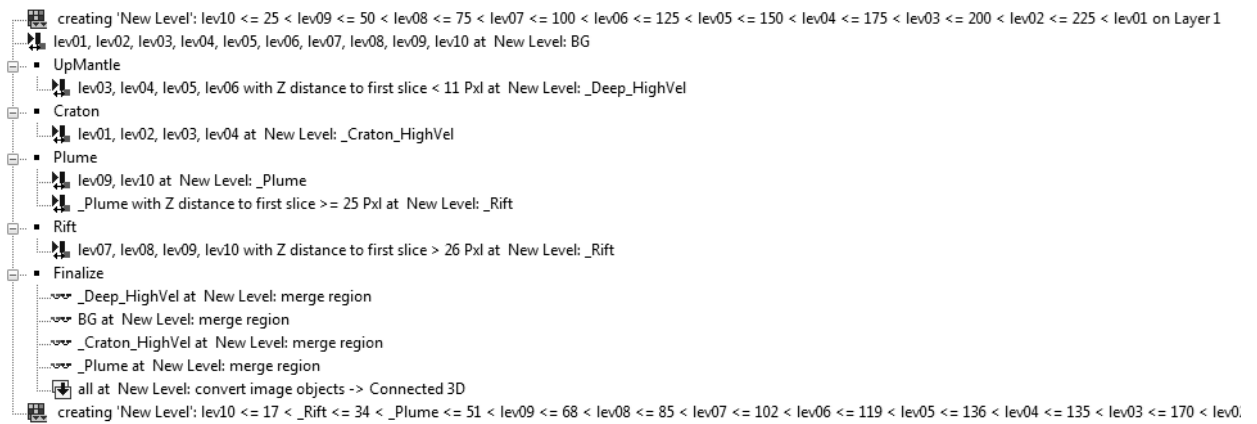 creating 'New Level': lev10 <= 25 < lev09 <= 50 < lev08 <= 75 < lev07 <= 100 < lev06 <= 125 < lev05 <= 150 < lev04 <= 175 < lev03 <= 200 < lev02 <= 225 < lev01 on Layer 1
lev01, lev02, lev03, lev04, lev05, lev06, lev07, lev08, lev09, lev10 at New Level: BG
UpMantle
lev03, lev04, lev05, lev06 with Z distance to first slice < 11 Pxl at New Level: _Deep_HighVel
Craton
lev01, lev02, lev03, lev04 at New Level: _Craton_HighVel
Plume
lev09, lev10 at New Level: _Plume
_Plume with Z distance to first slice >= 25 Pxl at New Level: _Rift
Rift
lev07, lev08, lev09, lev10 with Z distance to first slice > 26 Pxl at New Level: _Rift
Finalize
_Deep_HighVel at New Level: merge region
BG at New Level: merge region
_Craton_HighVel at New Level: merge region
_Plume at New Level: merge region
all at New Level: convert image objects -> Connected 3D
creating 'New Level': lev10 <= 17 < _Rift <= 34 < _Plume <= 51 < lev09 <= 68 < lev08 <= 85 < lev07 <= 102 < lev06 <= 119 < lev05 <= 136 < lev04 <= 135 < lev03 <= 170 <